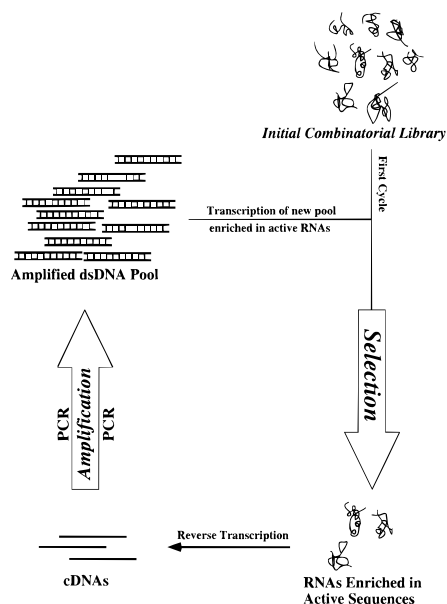 Initial Combinatorial Library
First Cycle
Transcription of new pool
enriched in active RNAs
Amplified dsDNA Pool
Selection
PCR
Amplification
PCR
Reverse Transcription
cDNAs
RNAs Enriched in
Active Sequences